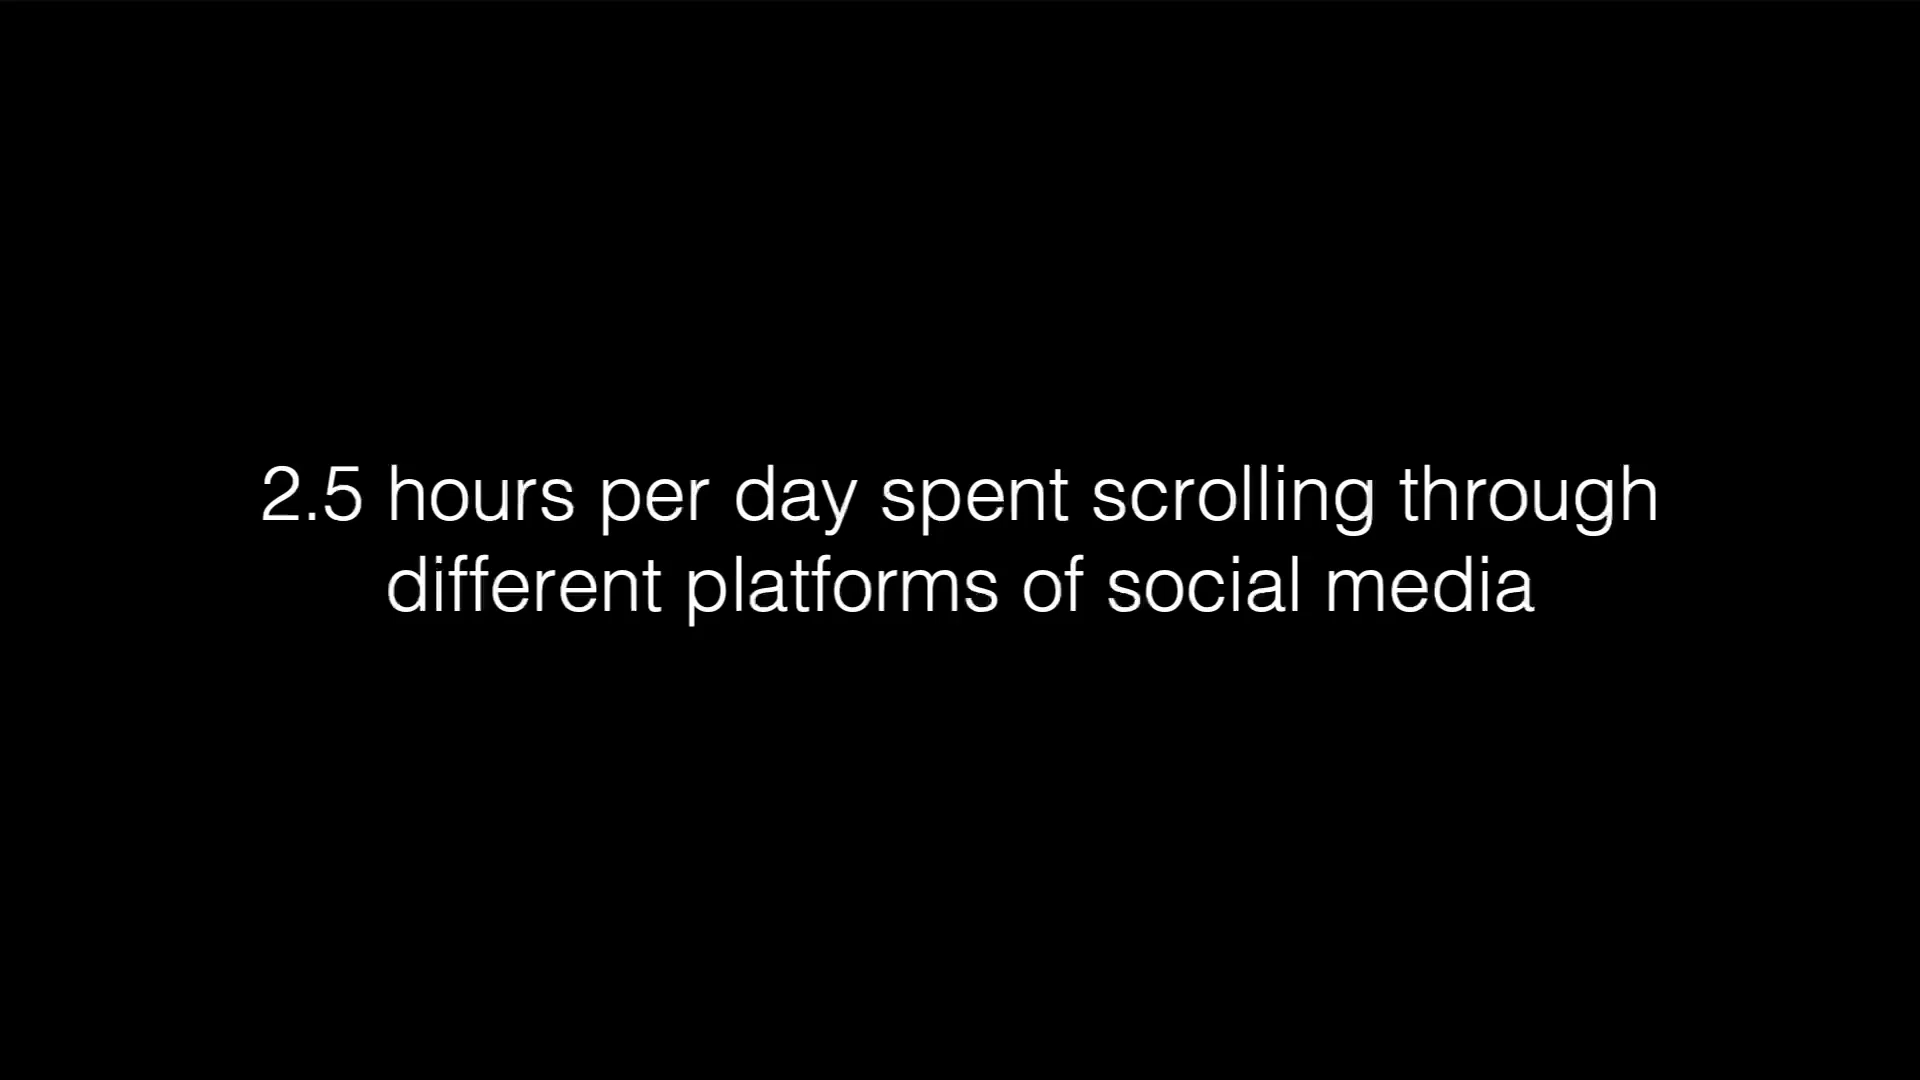 2.5 hours per day spent scrolling through
different platforms of social media